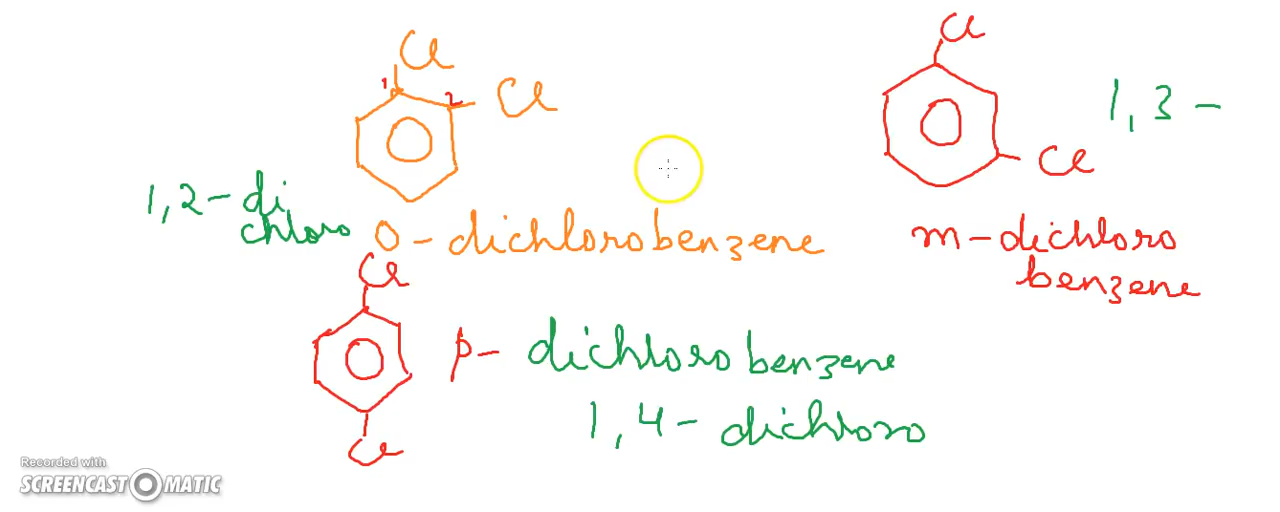 Cl
1
2
Cl
1,2-di
chloro
O-dichlorobenzene
Cl
1,3-
Cl
m-dichloro
benzene
Cl
p-dichlorobenzene
1,4-dichloro
Cl
Recorded with
SCREENCAST MATIC